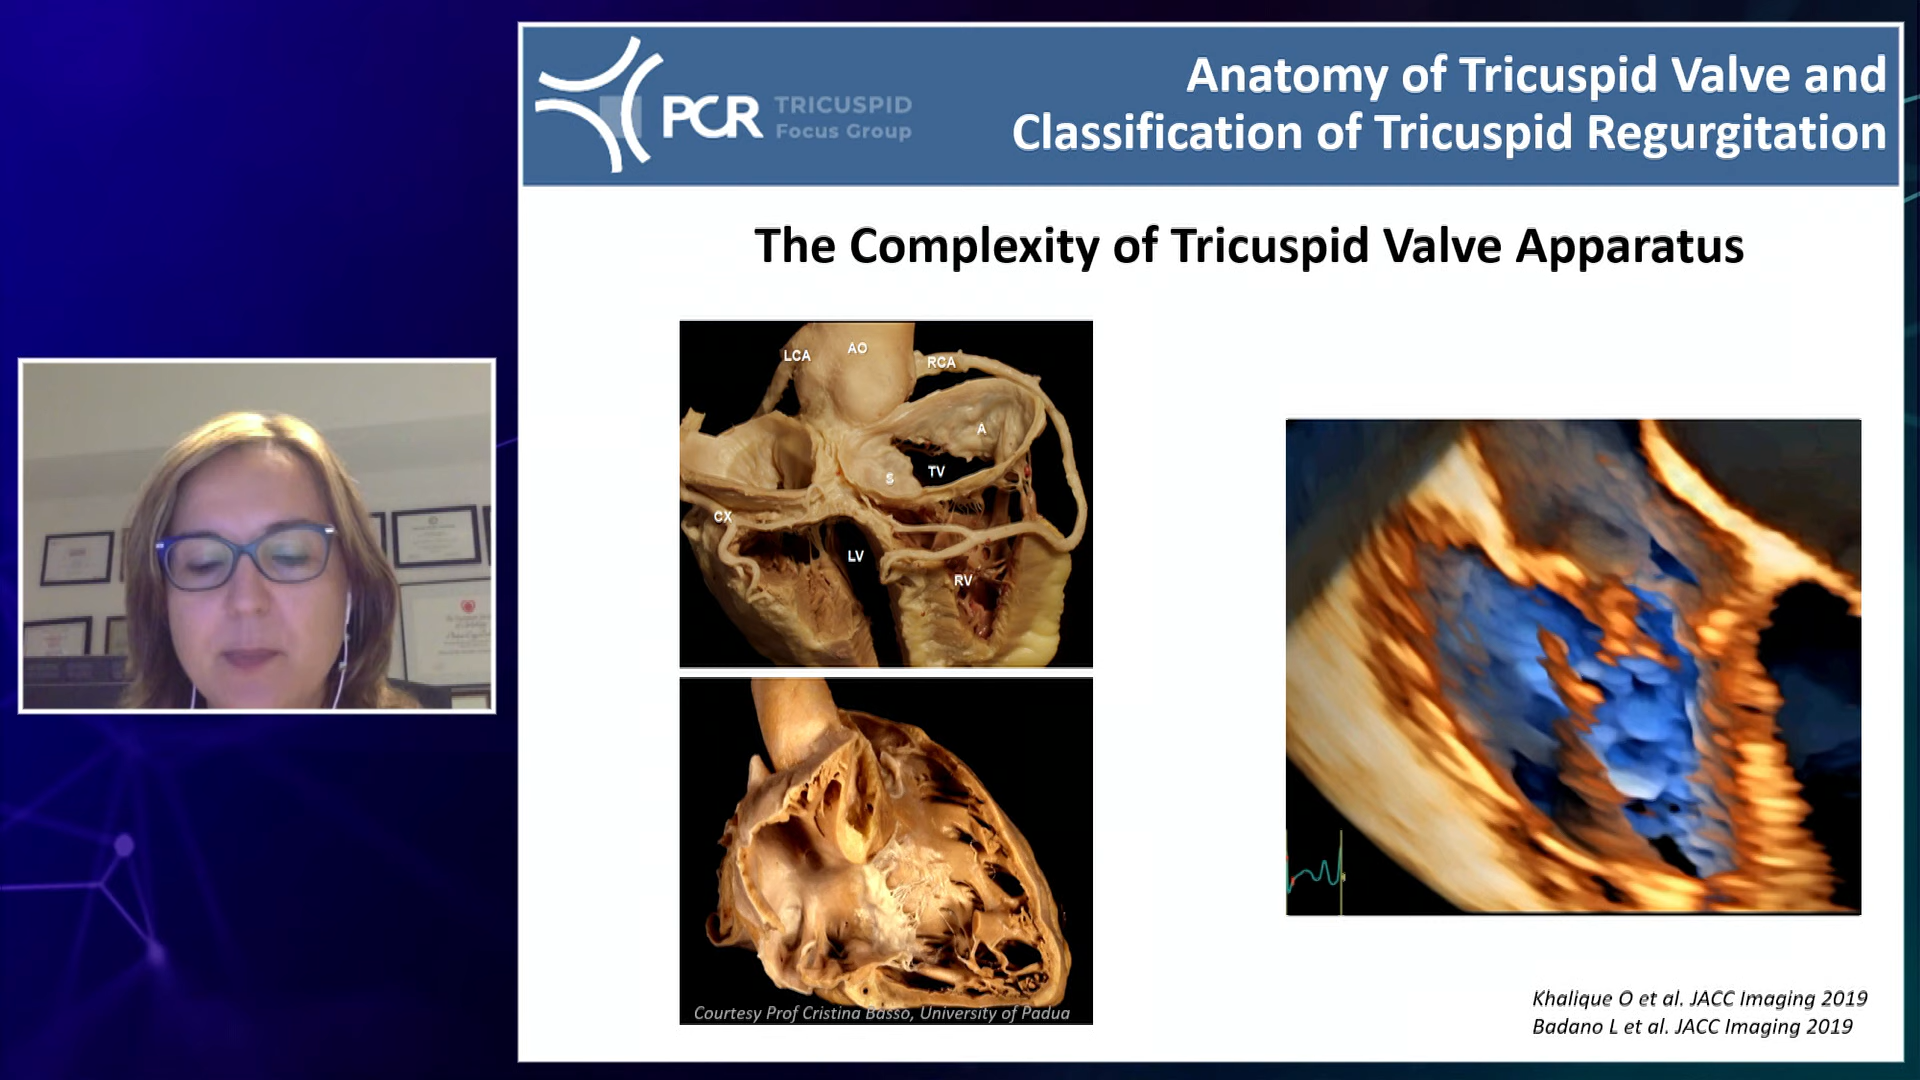 PCR
TRICUSPID
Focus Group
Anatomy of Tricuspid Valve and
Classification of Tricuspid Regurgitation
The Complexity of Tricuspid Valve Apparatus
LCA
AO
RCA
A
S
TV
CX
LV
RV
Courtesy Prof Cristina Basso, University of Padua
Khalique O et al. JACC Imaging 2019
Badano L et al. JACC Imaging 2019